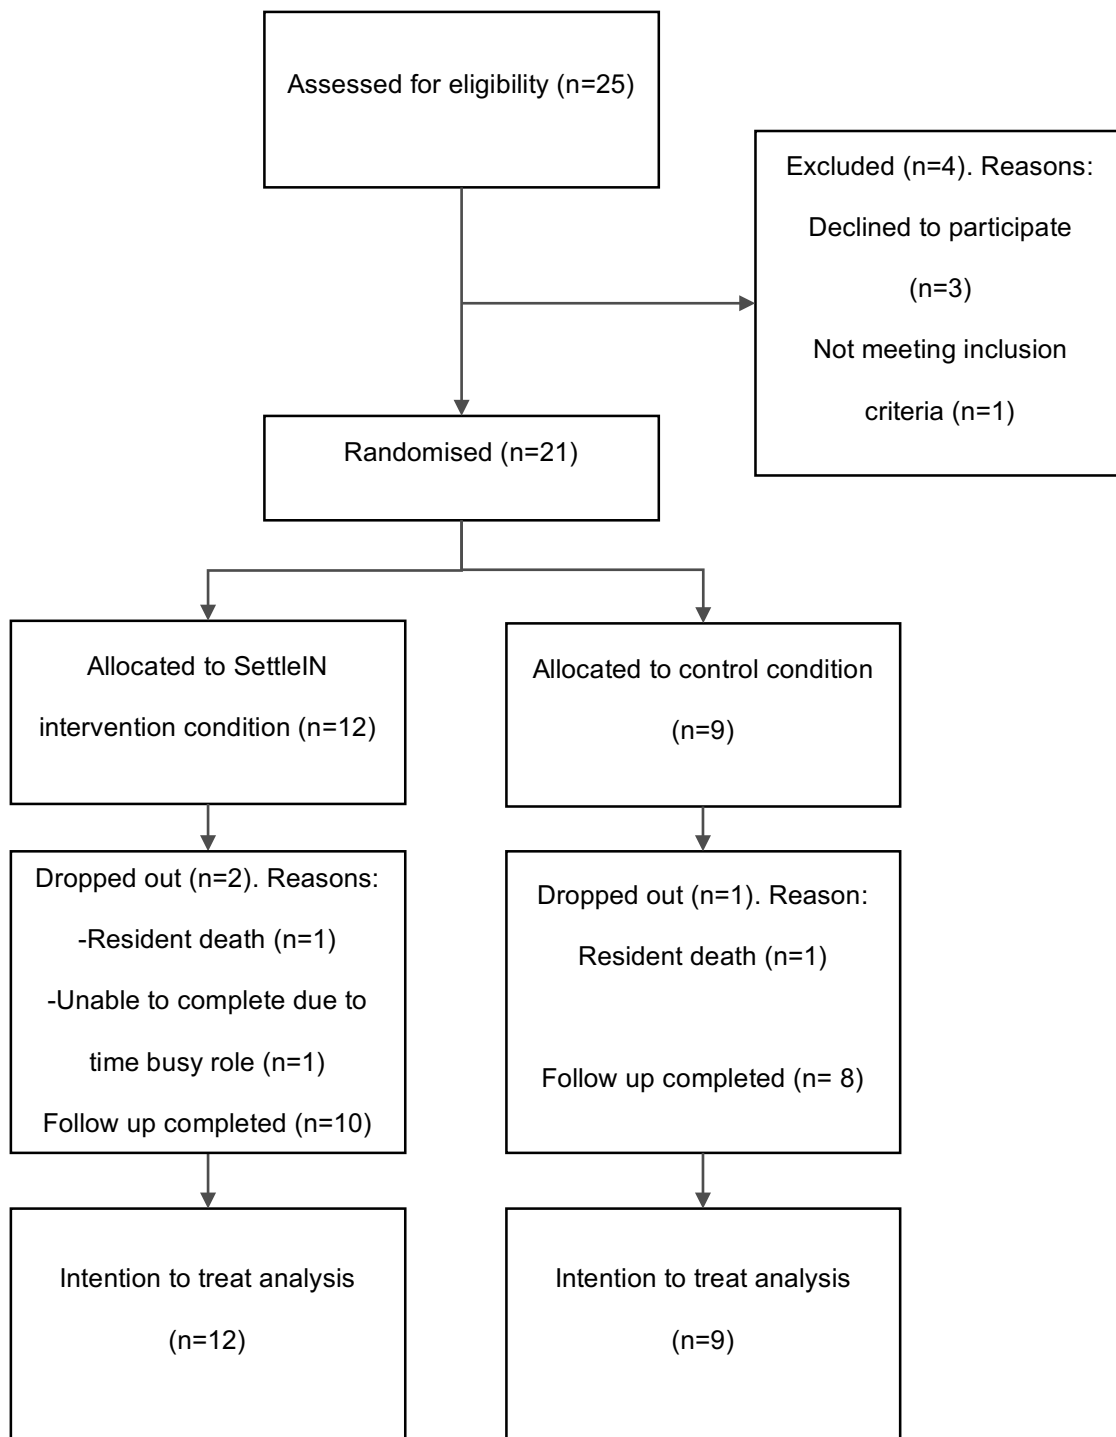 Assessed for eligibility (n=25)
Excluded (n=4). Reasons:
Declined to participate
(n=3)
Not meeting inclusion
criteria (n=1)
Randomised (n=21)
Allocated to SettleIN
intervention condition (n=12)
Allocated to control condition
(n=9)
Dropped out (n=2). Reasons:
-Resident death (n=1)
-Unable to complete due to
time busy role (n=1)
Follow up completed (n=10)
Dropped out (n=1). Reason:
Resident death (n=1)
Follow up completed (n= 8)
Intention to treat analysis
(n=12)
Intention to treat analysis
(n=9)